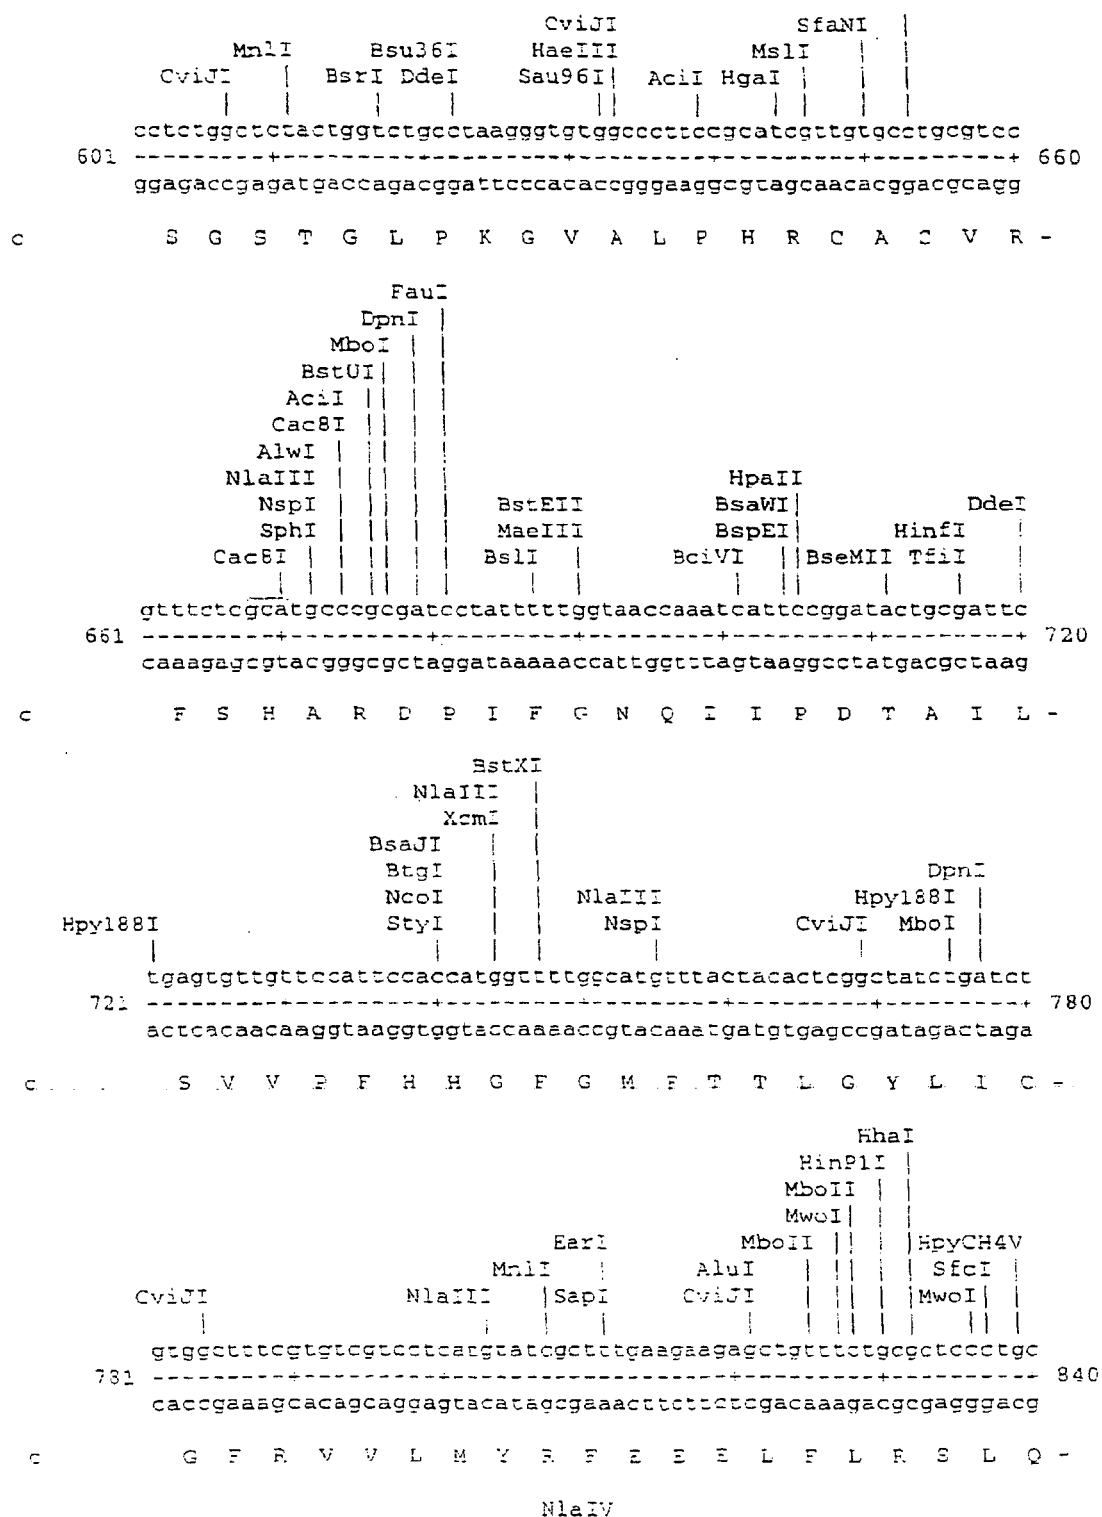 CviJI SfaNI
MnlI Bsu36I HaeIII MslI
CviJI BsrI DdeI Sau96I AciI HgaI
cctctggctctactggtctgcctaagggtgtggcccttccgcatcgttgtgcctgcgtcc
601 ---------+---------+---------+---------+---------+---------+ 660
ggagaccgagatgaccagacggattcccacaccgggaaggcgtagcaacacggacgcagg
c S G S T G L P K G V A L P H R C A C V R -
FauI
DpnI
MboI
BstUI
AciI
Cac8I
AlwI
NlaIII HpaII
NspI BstEII BsaWI DdeI
SphI MaeIII BspEI HinfI
Cac8I BslI BciVI BseMII TfiI
gtttctcgcatgcccgcgatcctatttttggtaaccaaatcattccggatactgcgattc
661 ---------+---------+---------+---------+---------+---------+ 720
caaagagcgtacgggcgctaggataaaaaccattggtttagtaaggcctatgacgctaag
c F S H A R D P I F G N Q I I P D T A I L -
BstXI
NlaIII
XcmI
BsaJI
BtgI DpnI
NcoI NlaIII Hpy188I
Hpy188I StyI NspI CviJI MboI
tgagtgttgttccattccaccatggttttggcatgtttactacactcggctatctgatct
721 ---------+---------+---------+---------+---------+---------+ 780
actcacaacaaggtaaggtggtaccaaaaccgtacaaatgatgtgagccgatagactaga
c S V V P F H H G F G M F T T L G Y L I C -
HhaI
HinP1I
MboII
MwoI
EarI MboII HpyCH4V
MnlI AluI SfcI
CviJI NlaIII SapI CviJI MwoI
gtggctttcgtgtcgtcctcatgtatcgctttgaagaagagctgtttctgcgctccctgc
781 ---------+---------+---------+---------+---------+---------+ 840
caccgaaagcacagcaggagtacatagcgaaacttcttctcgacaaagacgcgagggacg
c G F R V V L M Y R F E E E L F L R S L Q -
NlaIV